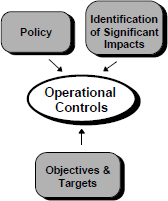 Policy
Identification
of Significant
Impacts
Operational
Controls
Objectives &
Targets